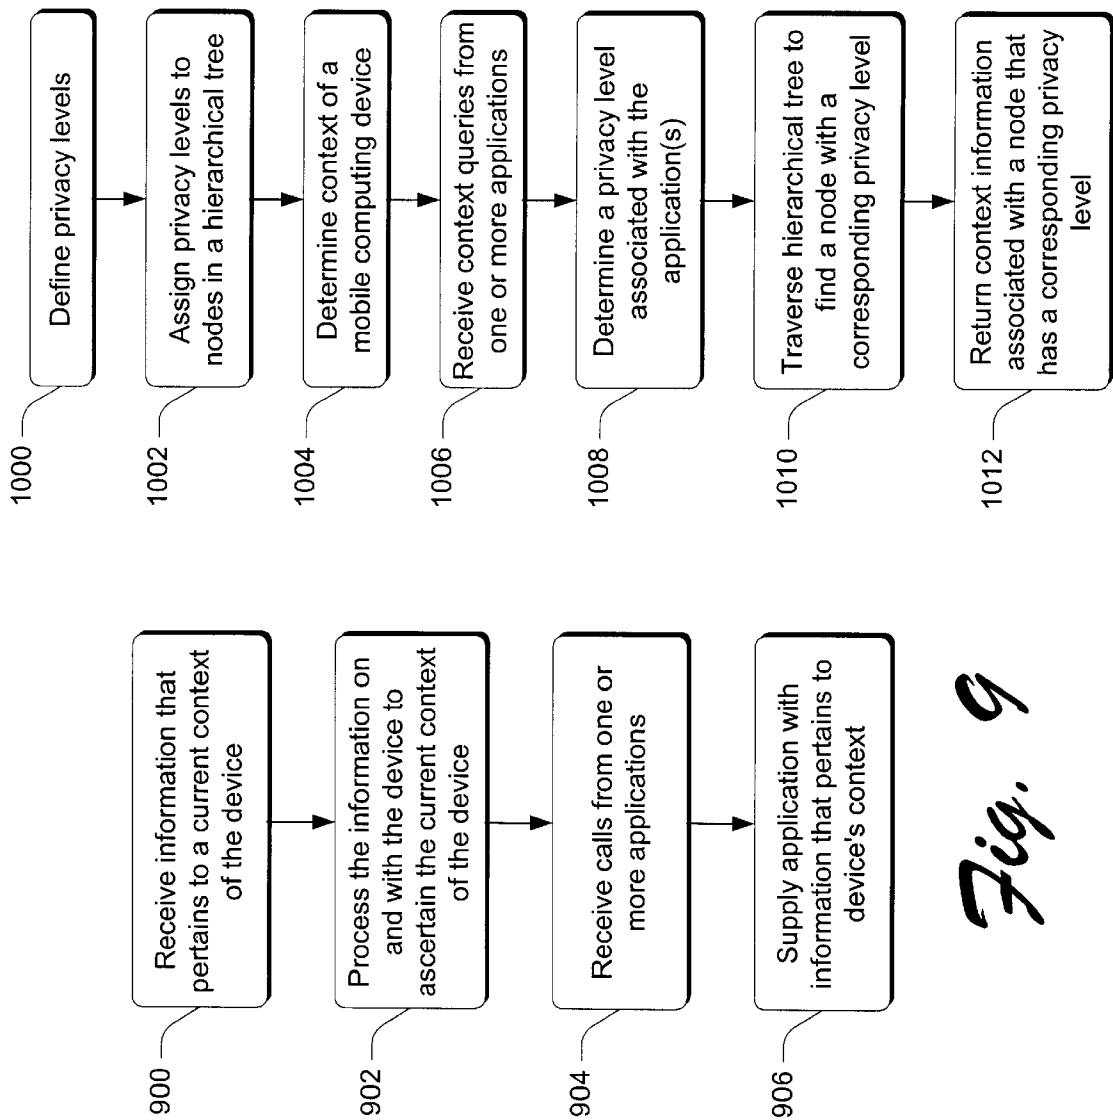 900
Receive information that
pertains to a current context
of the device
902
Process the information on
and with the device to
ascertain the current context
of the device
904
Receive calls from one or
more applications
906
Supply application with
information that pertains to
device's context
Fig. 9
1000
Define privacy levels
1002
Assign privacy levels to
nodes in a hierarchical tree
1004
Determine context of a
mobile computing device
1006
Receive context queries from
one or more applications
1008
Determine a privacy level
associated with the
application(s)
1010
Traverse hierarchical tree to
find a node with a
corresponding privacy level
1012
Return context information
associated with a node that
has a corresponding privacy
level